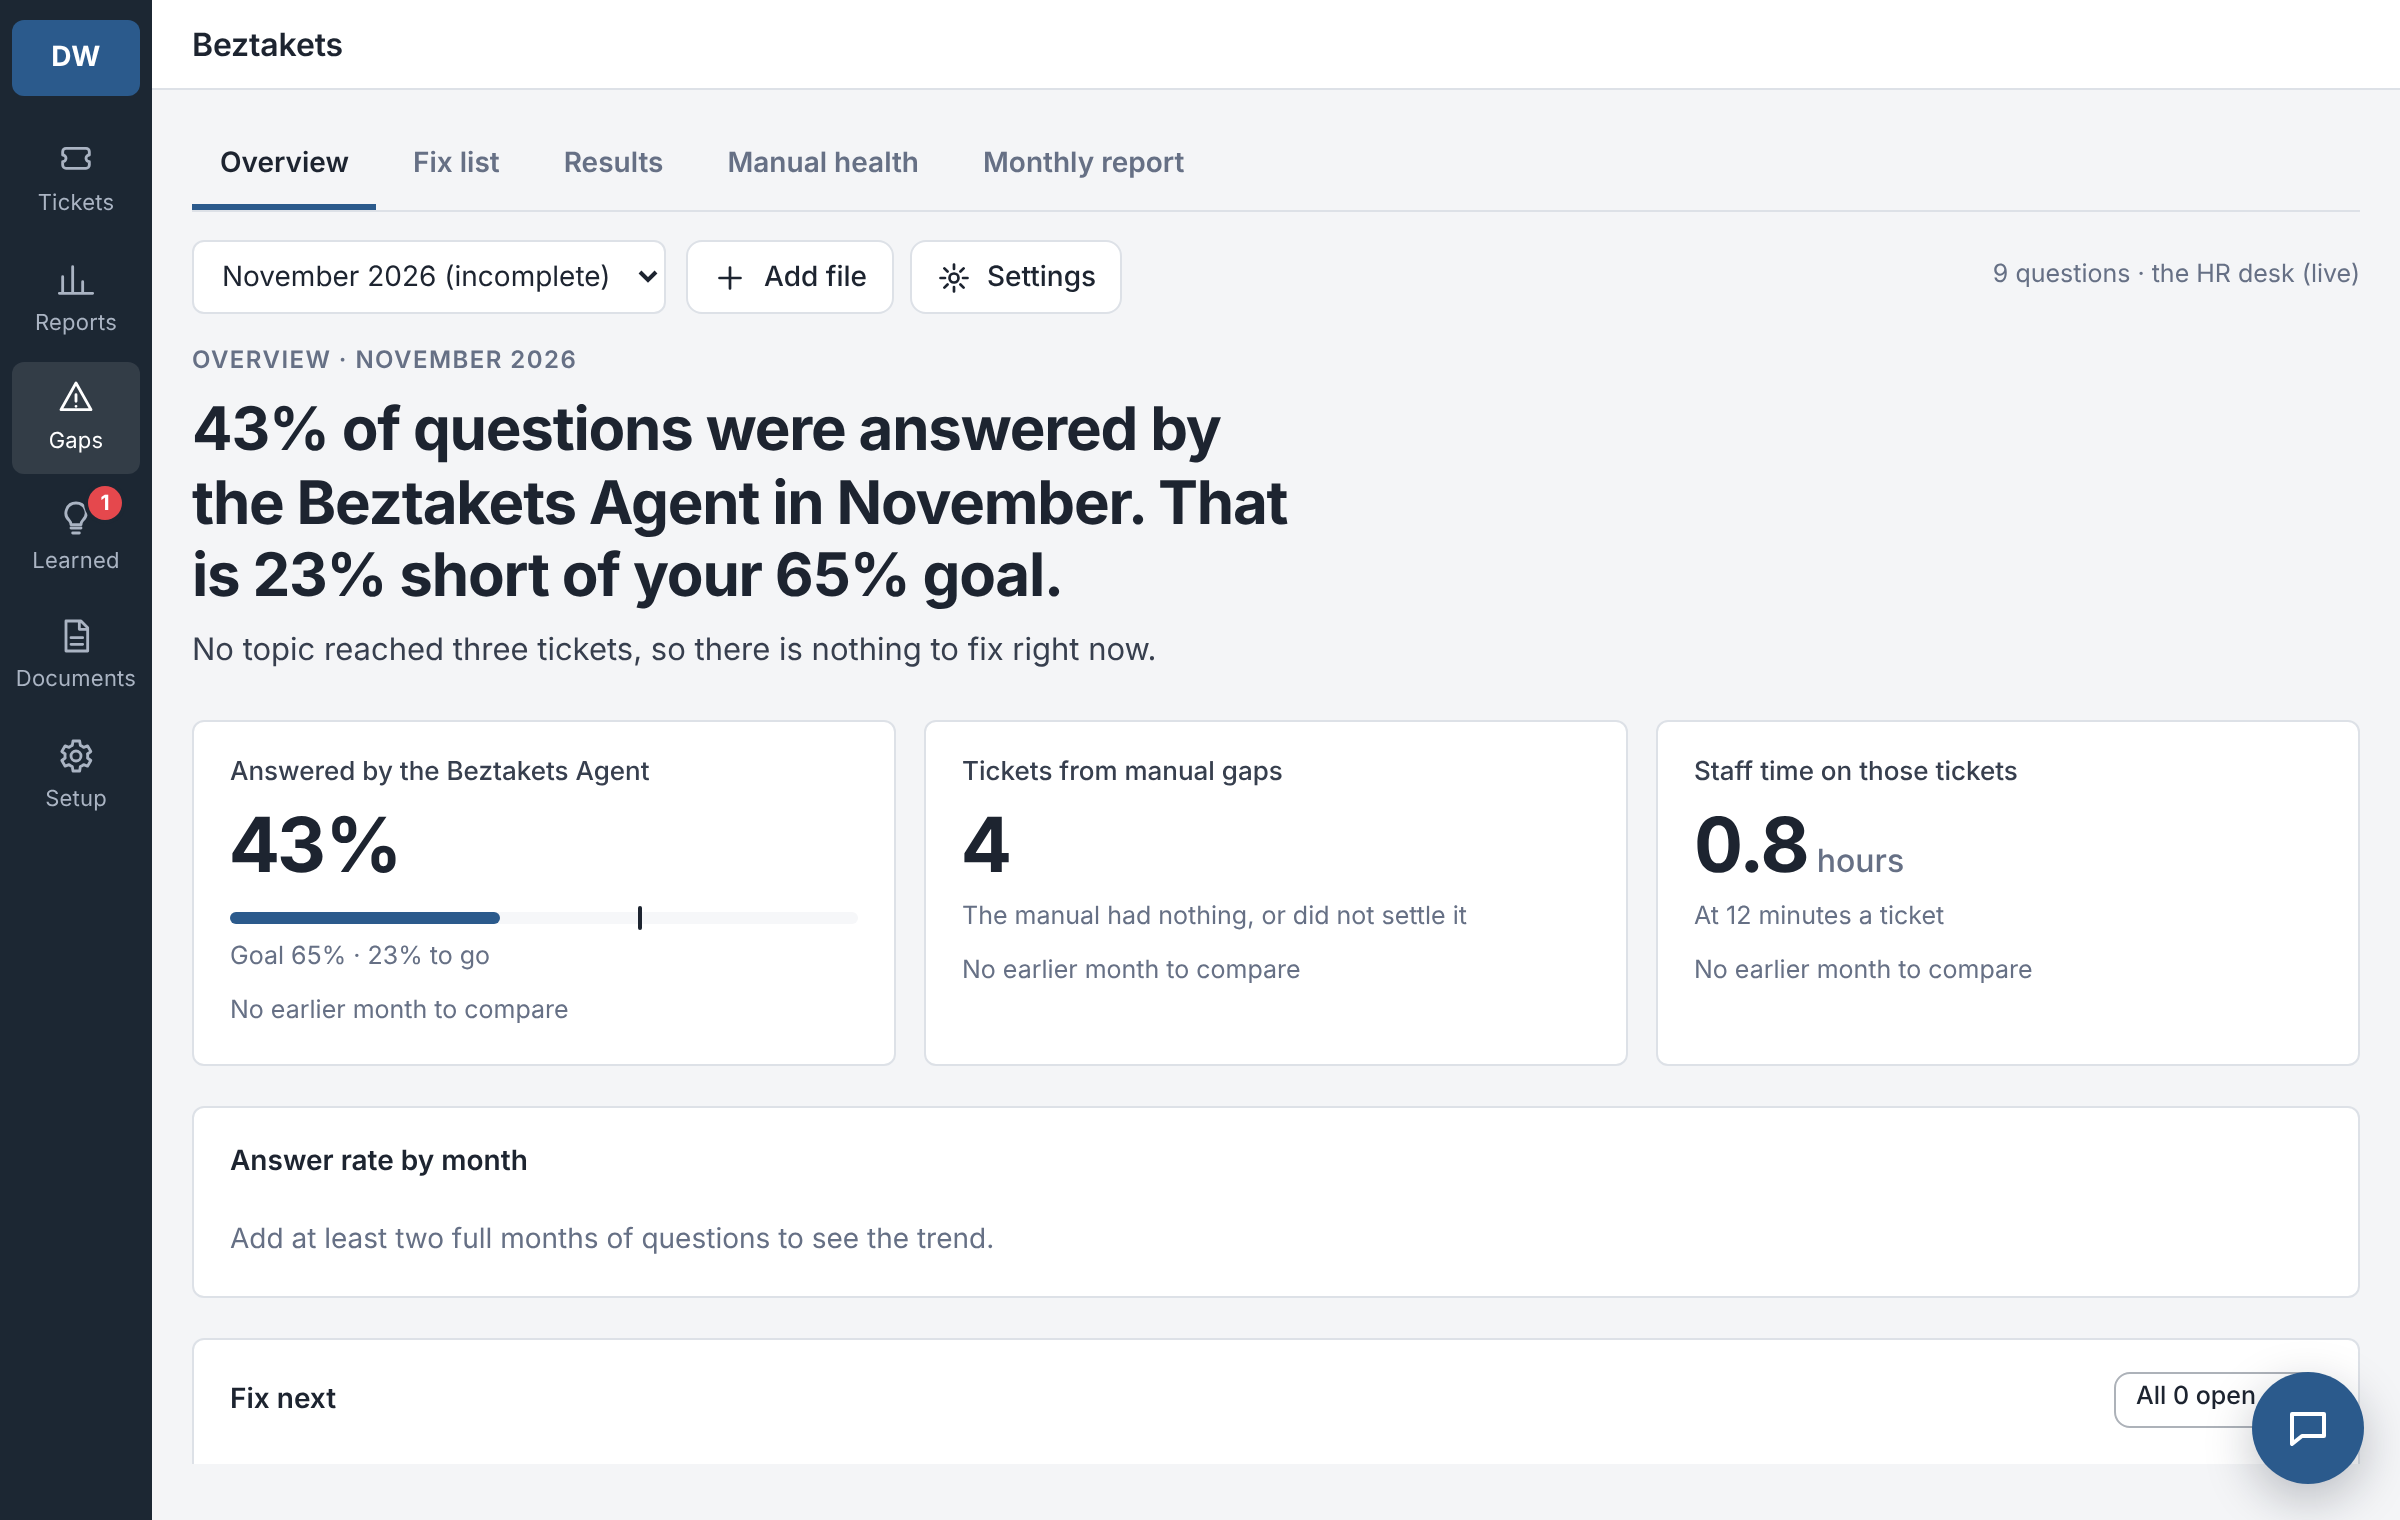 DW
Beztakets
Tickets
Reports
Gaps
1
Learned
Documents
Setup
Overview
Fix list
Results
Manual health
Monthly report
November 2026 (incomplete)
Add file
Settings
9 questions · the HR desk (live)
OVERVIEW · NOVEMBER 2026
43% of questions were answered by
the Beztakets Agent in November. That
is 23% short of your 65% goal.
No topic reached three tickets, so there is nothing to fix right now.
Answered by the Beztakets Agent
43%
Goal 65% · 23% to go
No earlier month to compare
Tickets from manual gaps
4
The manual had nothing, or did not settle it
No earlier month to compare
Staff time on those tickets
0.8 hours
At 12 minutes a ticket
No earlier month to compare
Answer rate by month
Add at least two full months of questions to see the trend.
Fix next
All 0 open